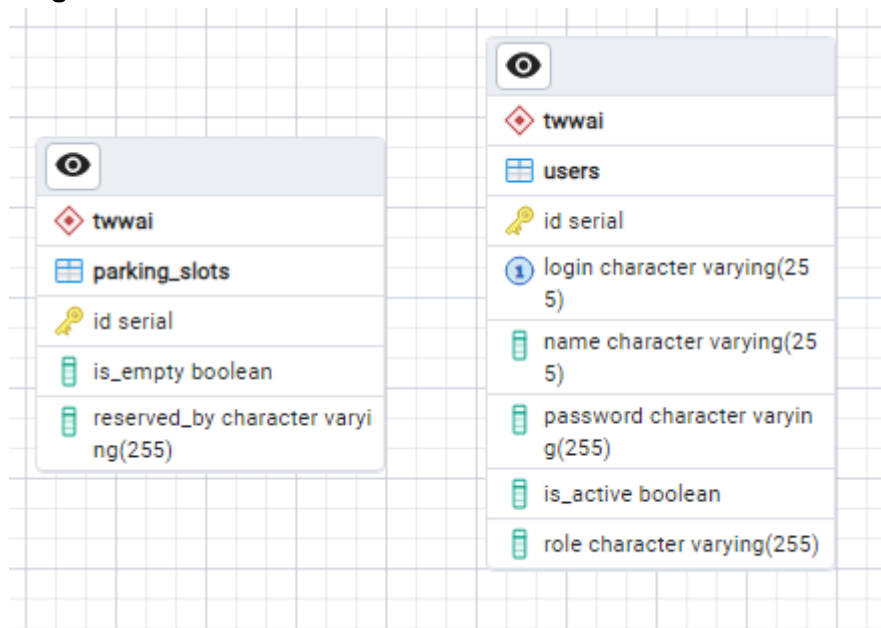 twwai
parking_slots
id serial
is_empty boolean
reserved_by character varyi
ng(255)
twwai
users
id serial
1 login character varying(25
5)
name character varying(25
5)
password character varyin
g(255)
is_active boolean
role character varying(255)